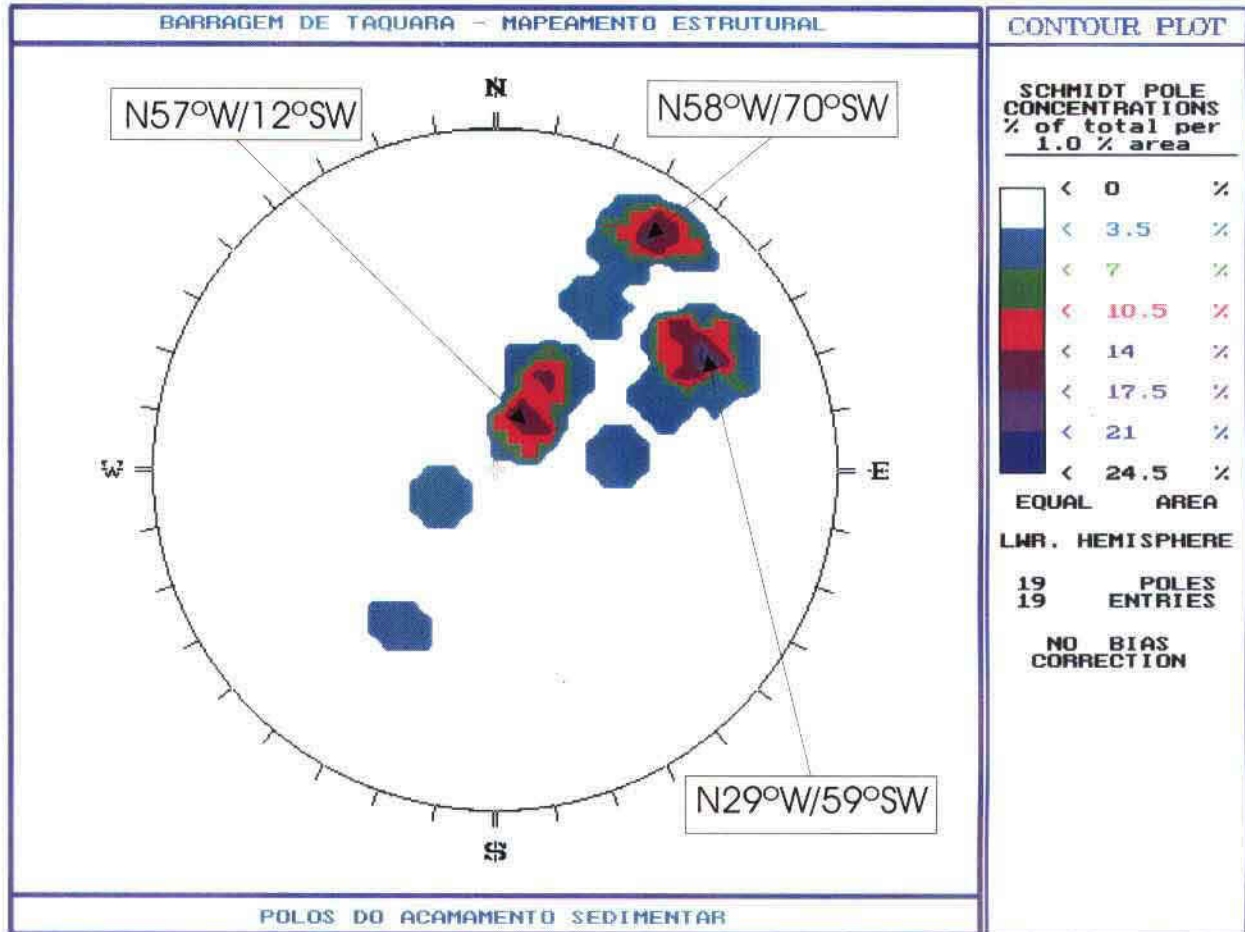 BARRAGEM DE TAQUARA - MAPEAMENTO ESTRUTURAL
N57°W/12°SW
N
N58°W/70°SW
W
E
N29°W/59°SW
S
POLOS DO ACAMAMENTO SEDIMENTAR
CONTOUR PLOT
SCHMIDT POLE
CONCENTRATIONS
% of total per
1.0 % area
< 0 %
< 3.5 %
< 7 %
< 10.5 %
< 14 %
< 17.5 %
< 21 %
< 24.5 %
EQUAL AREA
LWR. HEMISPHERE
19 POLES
19 ENTRIES
NO BIAS
CORRECTION